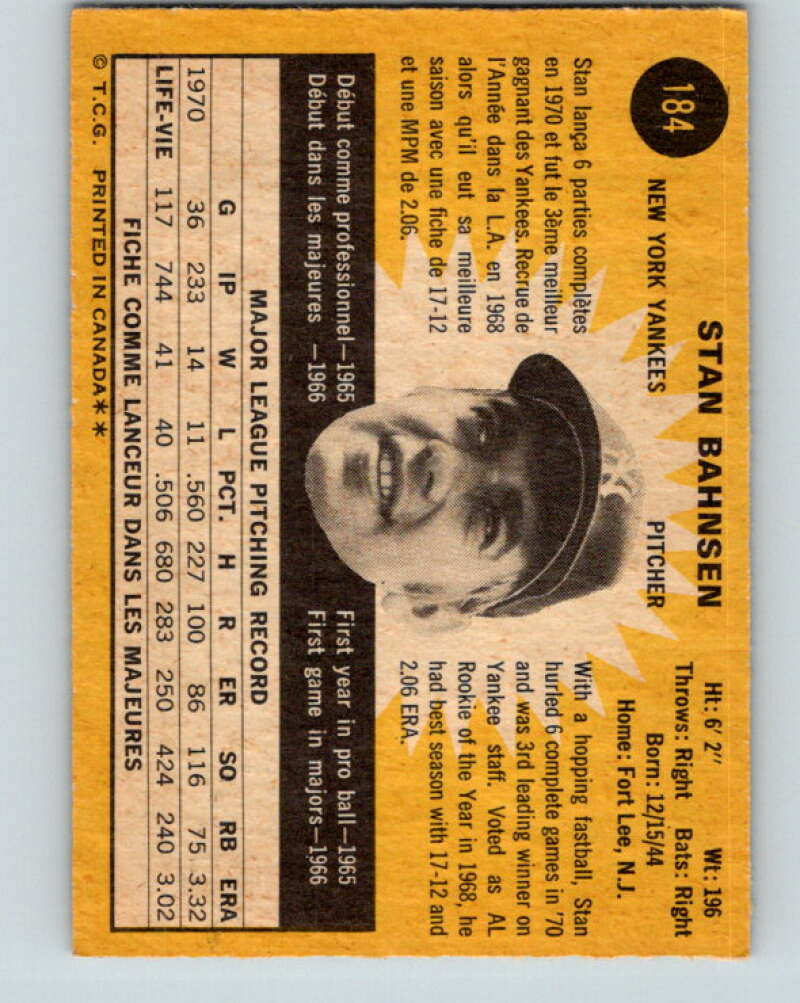 184
STAN BAHNSEN
NEW YORK YANKEES
PITCHER
Ht: 6' 2" Wt: 196
Throws: Right Bats: Right
Born: 12/15/44
Home: Fort Lee, N.J.
Stan lança 6 parties complètes
en 1970 et fut le 3ème meilleur
gagnant des Yankees. Recrue de
l'Année dans la L.A. en 1968
alors qu'il eut sa meilleure
saison avec une fiche de 17-12
et une MPM de 2.06.
With a hopping fastball, Stan
hurled 6 complete games in '70
and was 3rd leading winner on
Yankee staff. Voted as AL
Rookie of the Year in 1968, he
had best season with 17-12 and
2.06 ERA.
Début comme professionnel—1965
Début dans les majeures —1966
First year in pro ball—1965
First game in majors—1966
MAJOR LEAGUE PITCHING RECORD
G IP W L PCT. H R ER SO RB ERA
1970 36 233 14 11 .560 227 100 86 116 75 3.32
LIFE-VIE 117 744 41 40 .506 680 283 250 424 240 3.02
FICHE COMME LANCEUR DANS LES MAJEURES
© T.C.G. PRINTED IN CANADA**